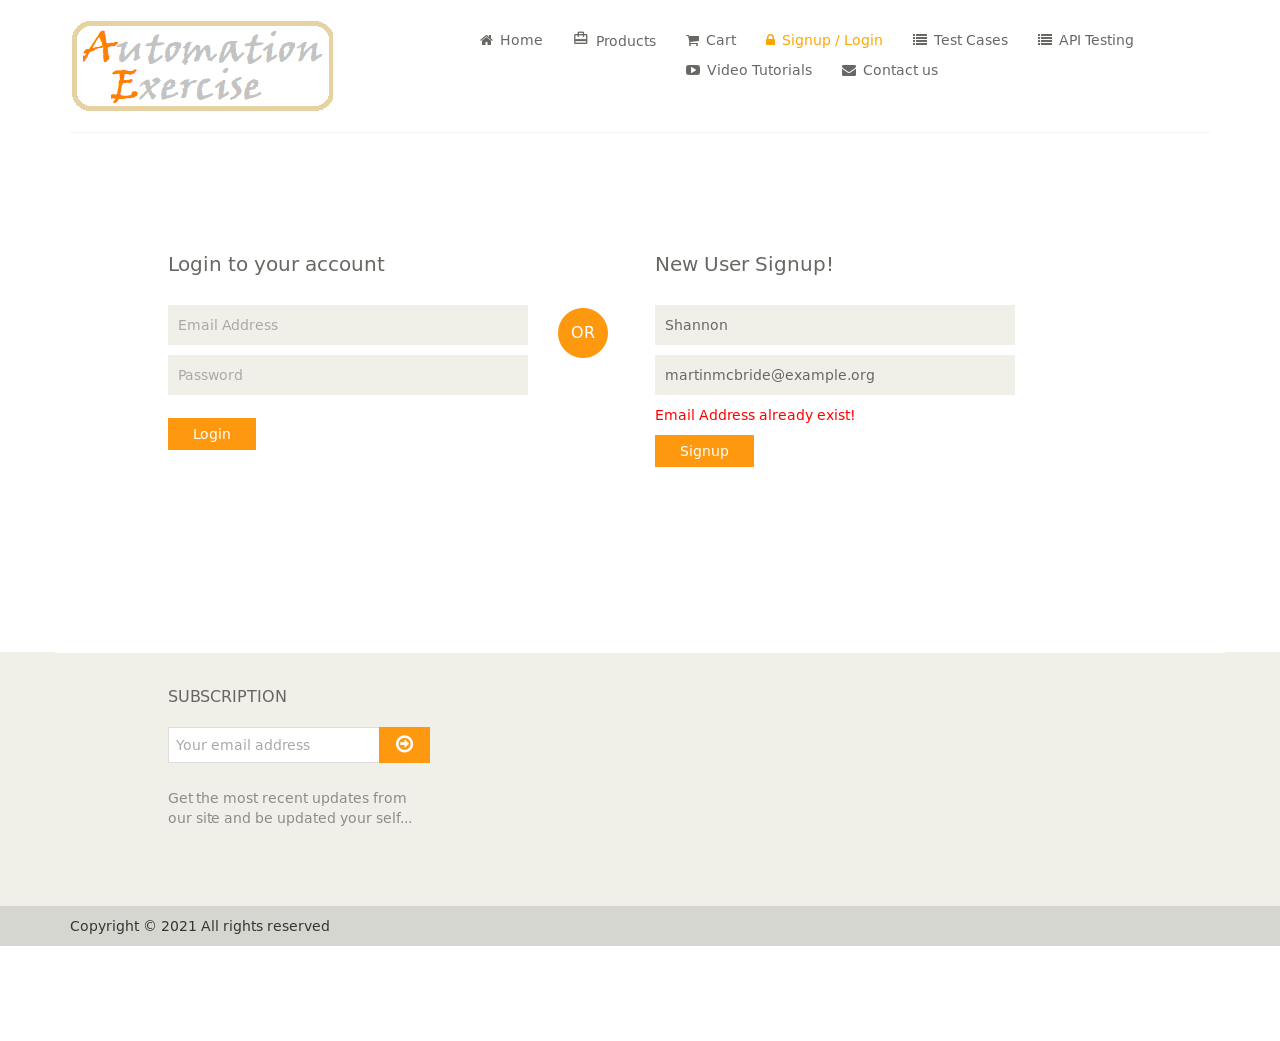 Automation
Exercise
Home
Products
Cart
Signup / Login
Test Cases
API Testing
Video Tutorials
Contact us
Login to your account
Email Address
Password
Login
OR
New User Signup!
Shannon
martinmcbride@example.org
Email Address already exist!
Signup
SUBSCRIPTION
Your email address
Get the most recent updates from
our site and be updated your self...
Copyright © 2021 All rights reserved